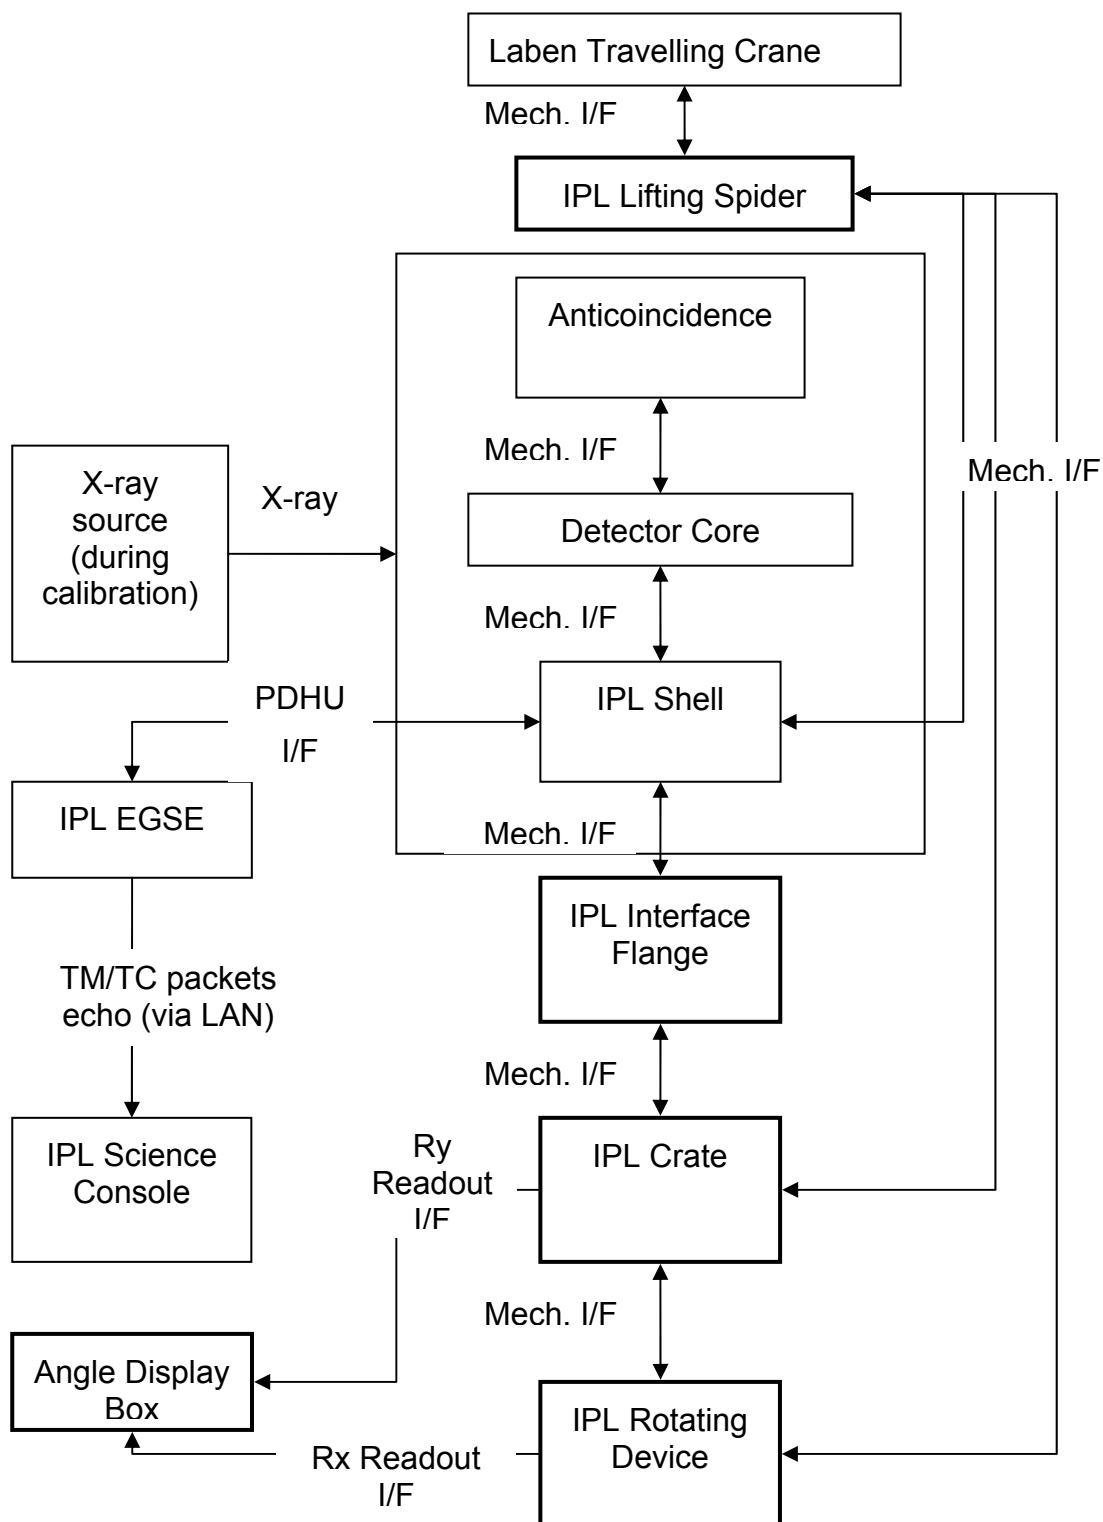 Laben Travelling Crane
Mech. I/F
IPL Lifting Spider
Anticoincidence
Mech. I/F
Mech. I/F
X-ray
source
(during
calibration)
X-ray
Detector Core
Mech. I/F
PDHU
I/F
IPL Shell
IPL EGSE
Mech. I/F
IPL Interface
Flange
TM/TC packets
echo (via LAN)
Mech. I/F
IPL Science
Console
Ry
Readout
I/F
IPL Crate
Mech. I/F
Angle Display
Box
IPL Rotating
Device
Rx Readout
I/F